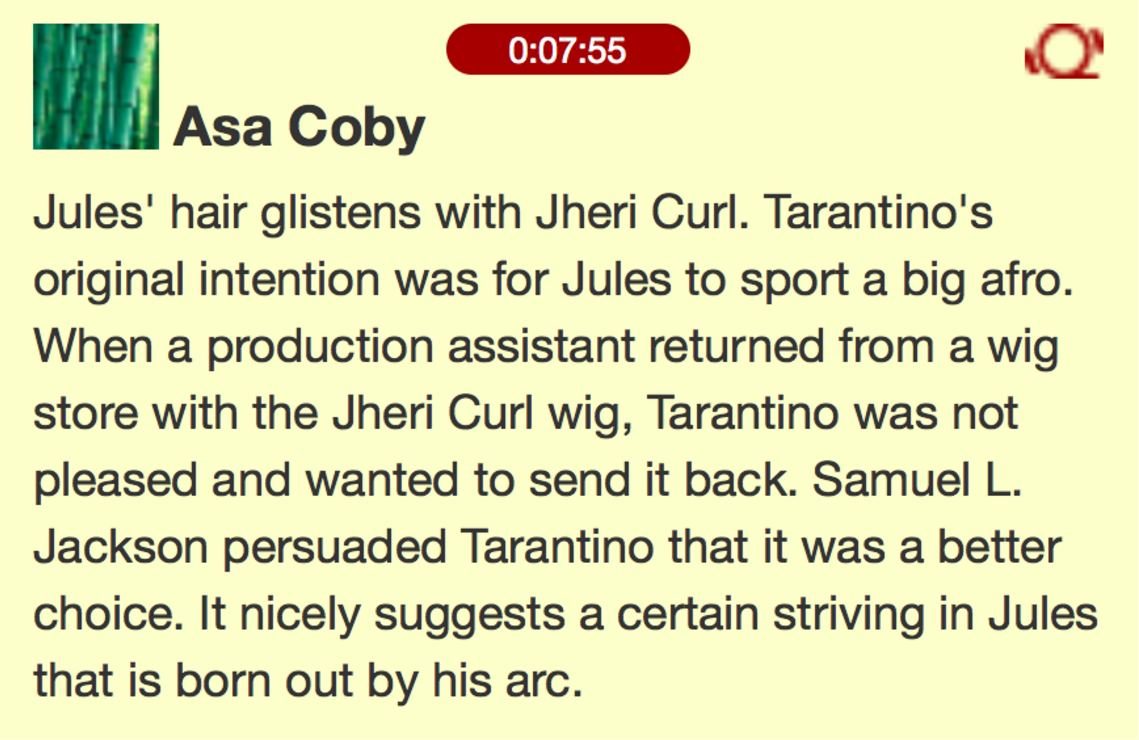 0:07:55
Asa Coby
Jules' hair glistens with Jheri Curl. Tarantino's
original intention was for Jules to sport a big afro.
When a production assistant returned from a wig
store with the Jheri Curl wig, Tarantino was not
pleased and wanted to send it back. Samuel L.
Jackson persuaded Tarantino that it was a better
choice. It nicely suggests a certain striving in Jules
that is born out by his arc.